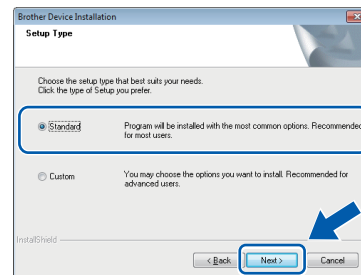 Brother Device Installation
Setup Type
Choose the setup type that best suits your needs.
Click the type of Setup you prefer.
Standard
Program will be installed with the most common options. Recommended
for most users.
Custom
You may choose the options you want to install. Recommended for
advanced users.
InstallShield
< Back
Next >
Cancel